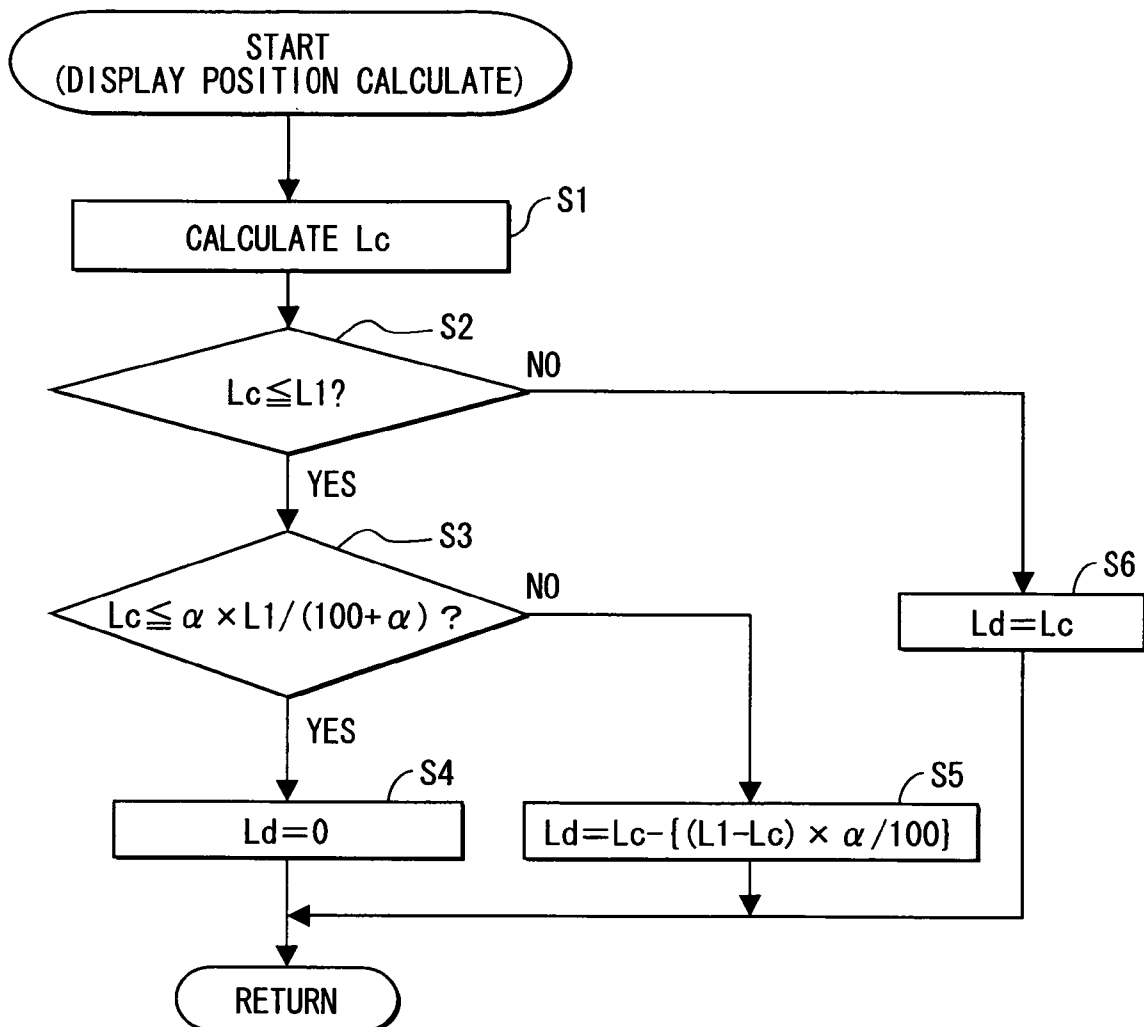 START
(DISPLAY POSITION CALCULATE)
S1
CALCULATE Lc
S2
Lc≦L1?
NO
YES
S3
Lc≦α×L1/(100+α)?
NO
S6
Ld=Lc
YES
S4
Ld=0
S5
Ld=Lc-{(L1-Lc)×α/100}
RETURN